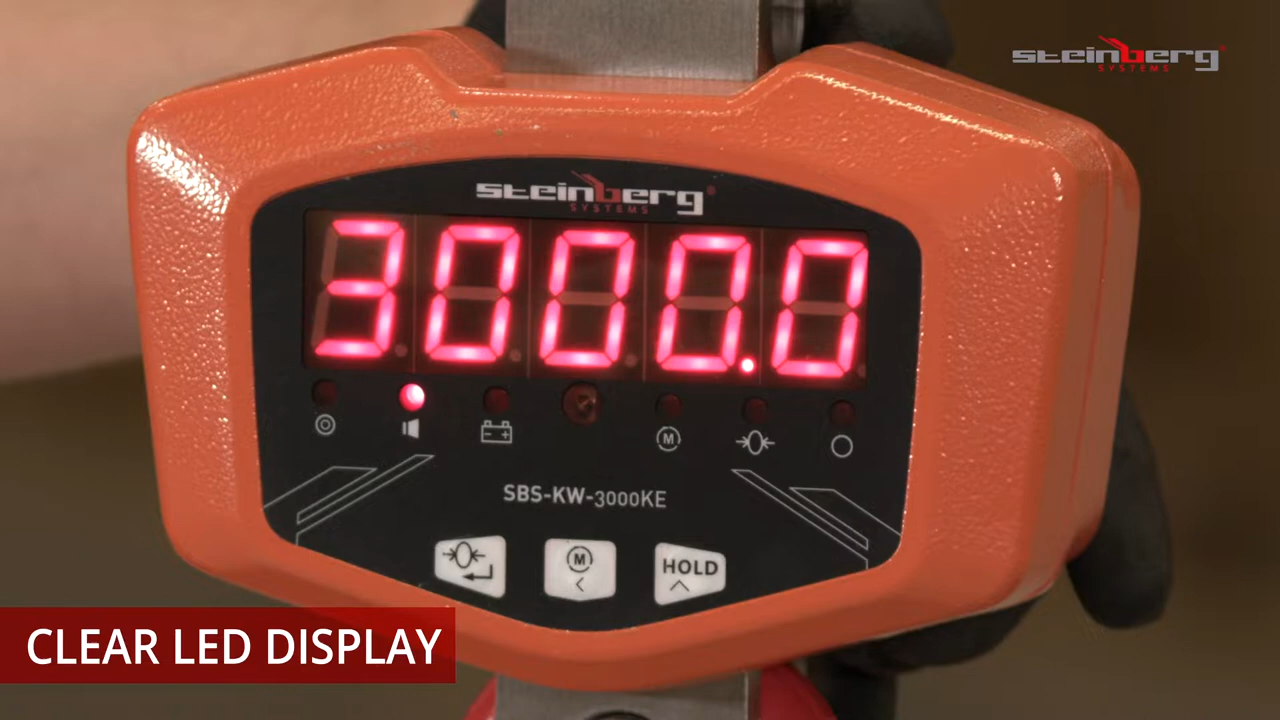 steinberg
SYSTEMS
steinberg
SYSTEMS
3000.0
M
SBS-KW-3000KE
M
HOLD
CLEAR LED DISPLAY